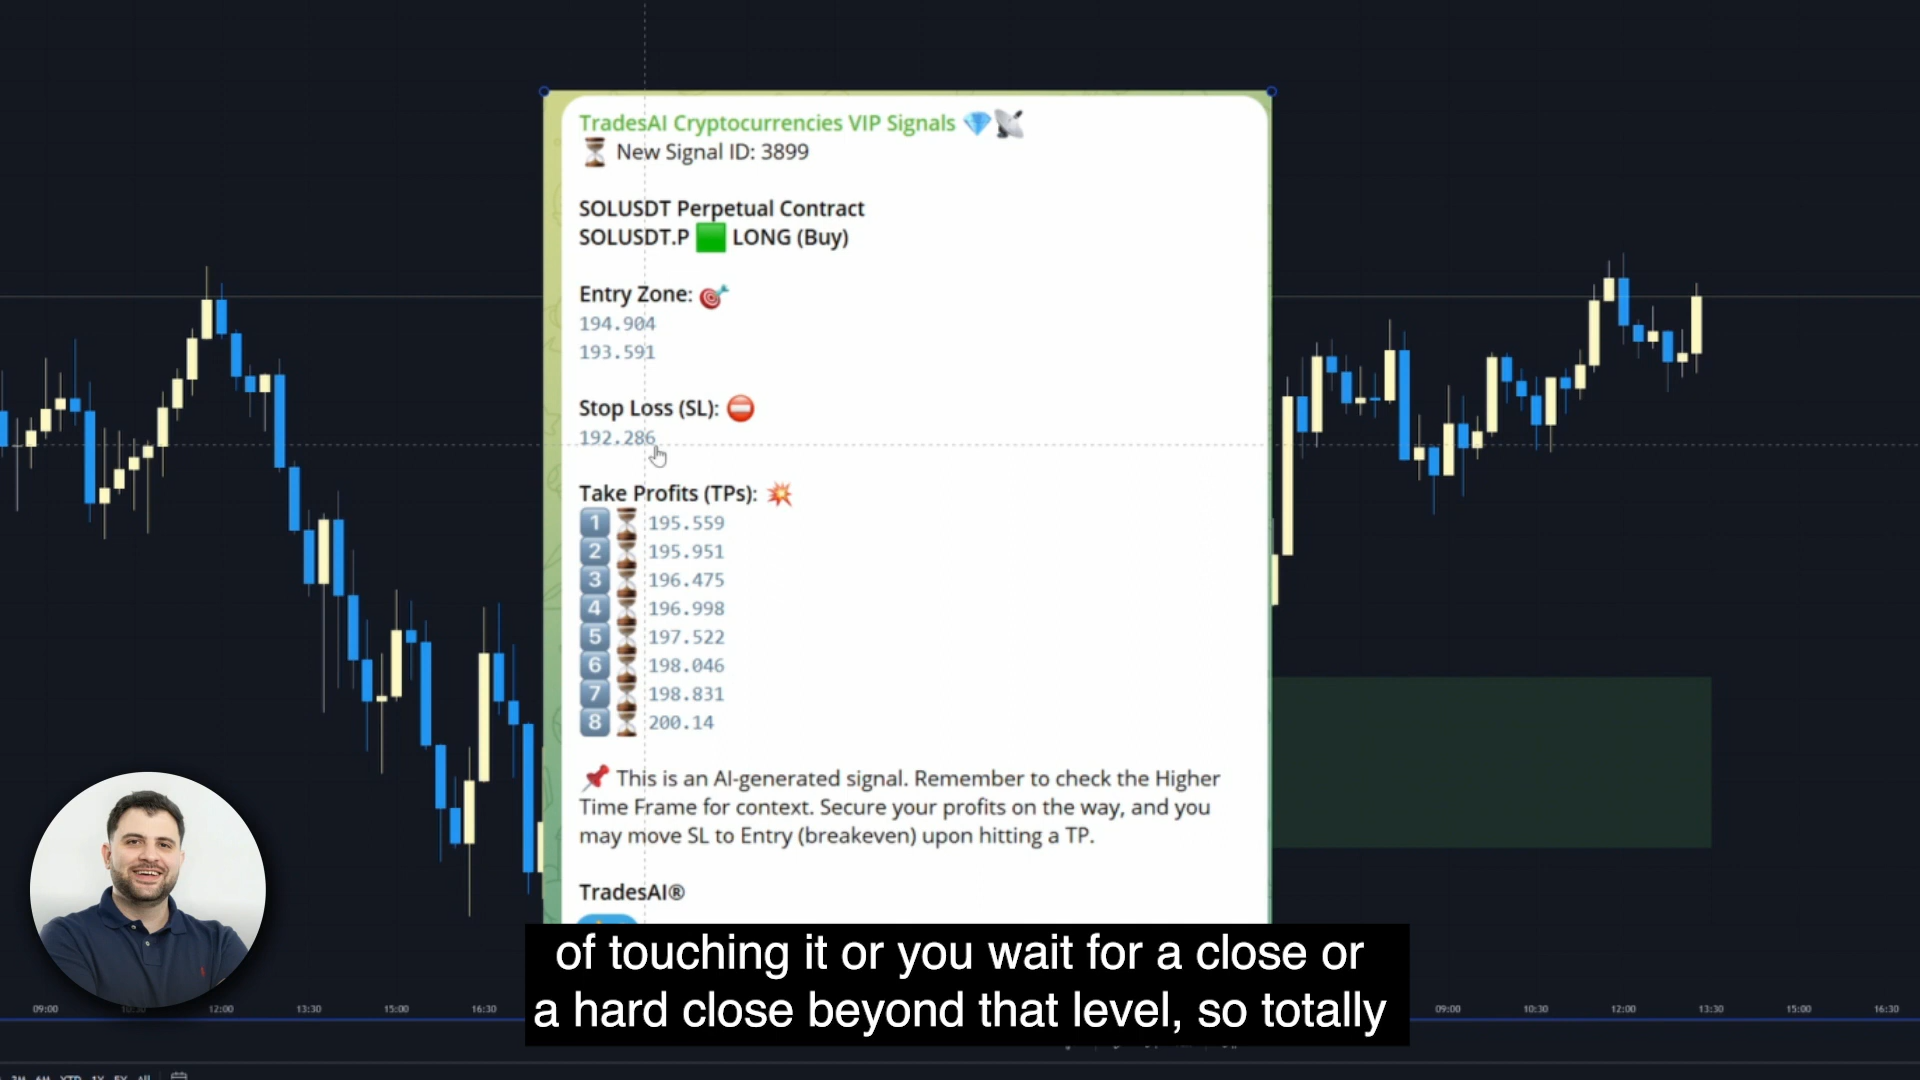 TradesAI Cryptocurrencies VIP Signals
New Signal ID: 3899
SOLUSDT Perpetual Contract
SOLUSDT.P LONG (Buy)
Entry Zone:
194.904
193.591
Stop Loss (SL):
192.286
Take Profits (TPs):
1 195.559
2 195.951
3 196.475
4 196.998
5 197.522
6 198.046
7 198.831
8 200.14
This is an AI-generated signal. Remember to check the Higher
Time Frame for context. Secure your profits on the way, and you
may move SL to Entry (breakeven) upon hitting a TP.
TradesAI®
of touching it or you wait for a close or
a hard close beyond that level, so totally
09:00 12:00 13:30 15:00 16:30 09:00 10:30 12:00 13:30 15:00 16:30